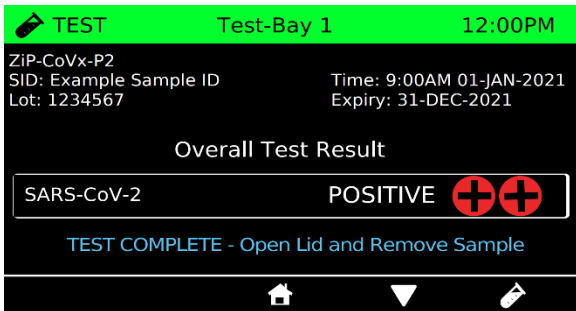 TEST Test-Bay 1 12:00PM
ZiP-CoVx-P2
SID: Example Sample ID Time: 9:00AM 01-JAN-2021
Lot: 1234567 Expiry: 31-DEC-2021
Overall Test Result
SARS-CoV-2 POSITIVE
TEST COMPLETE - Open Lid and Remove Sample